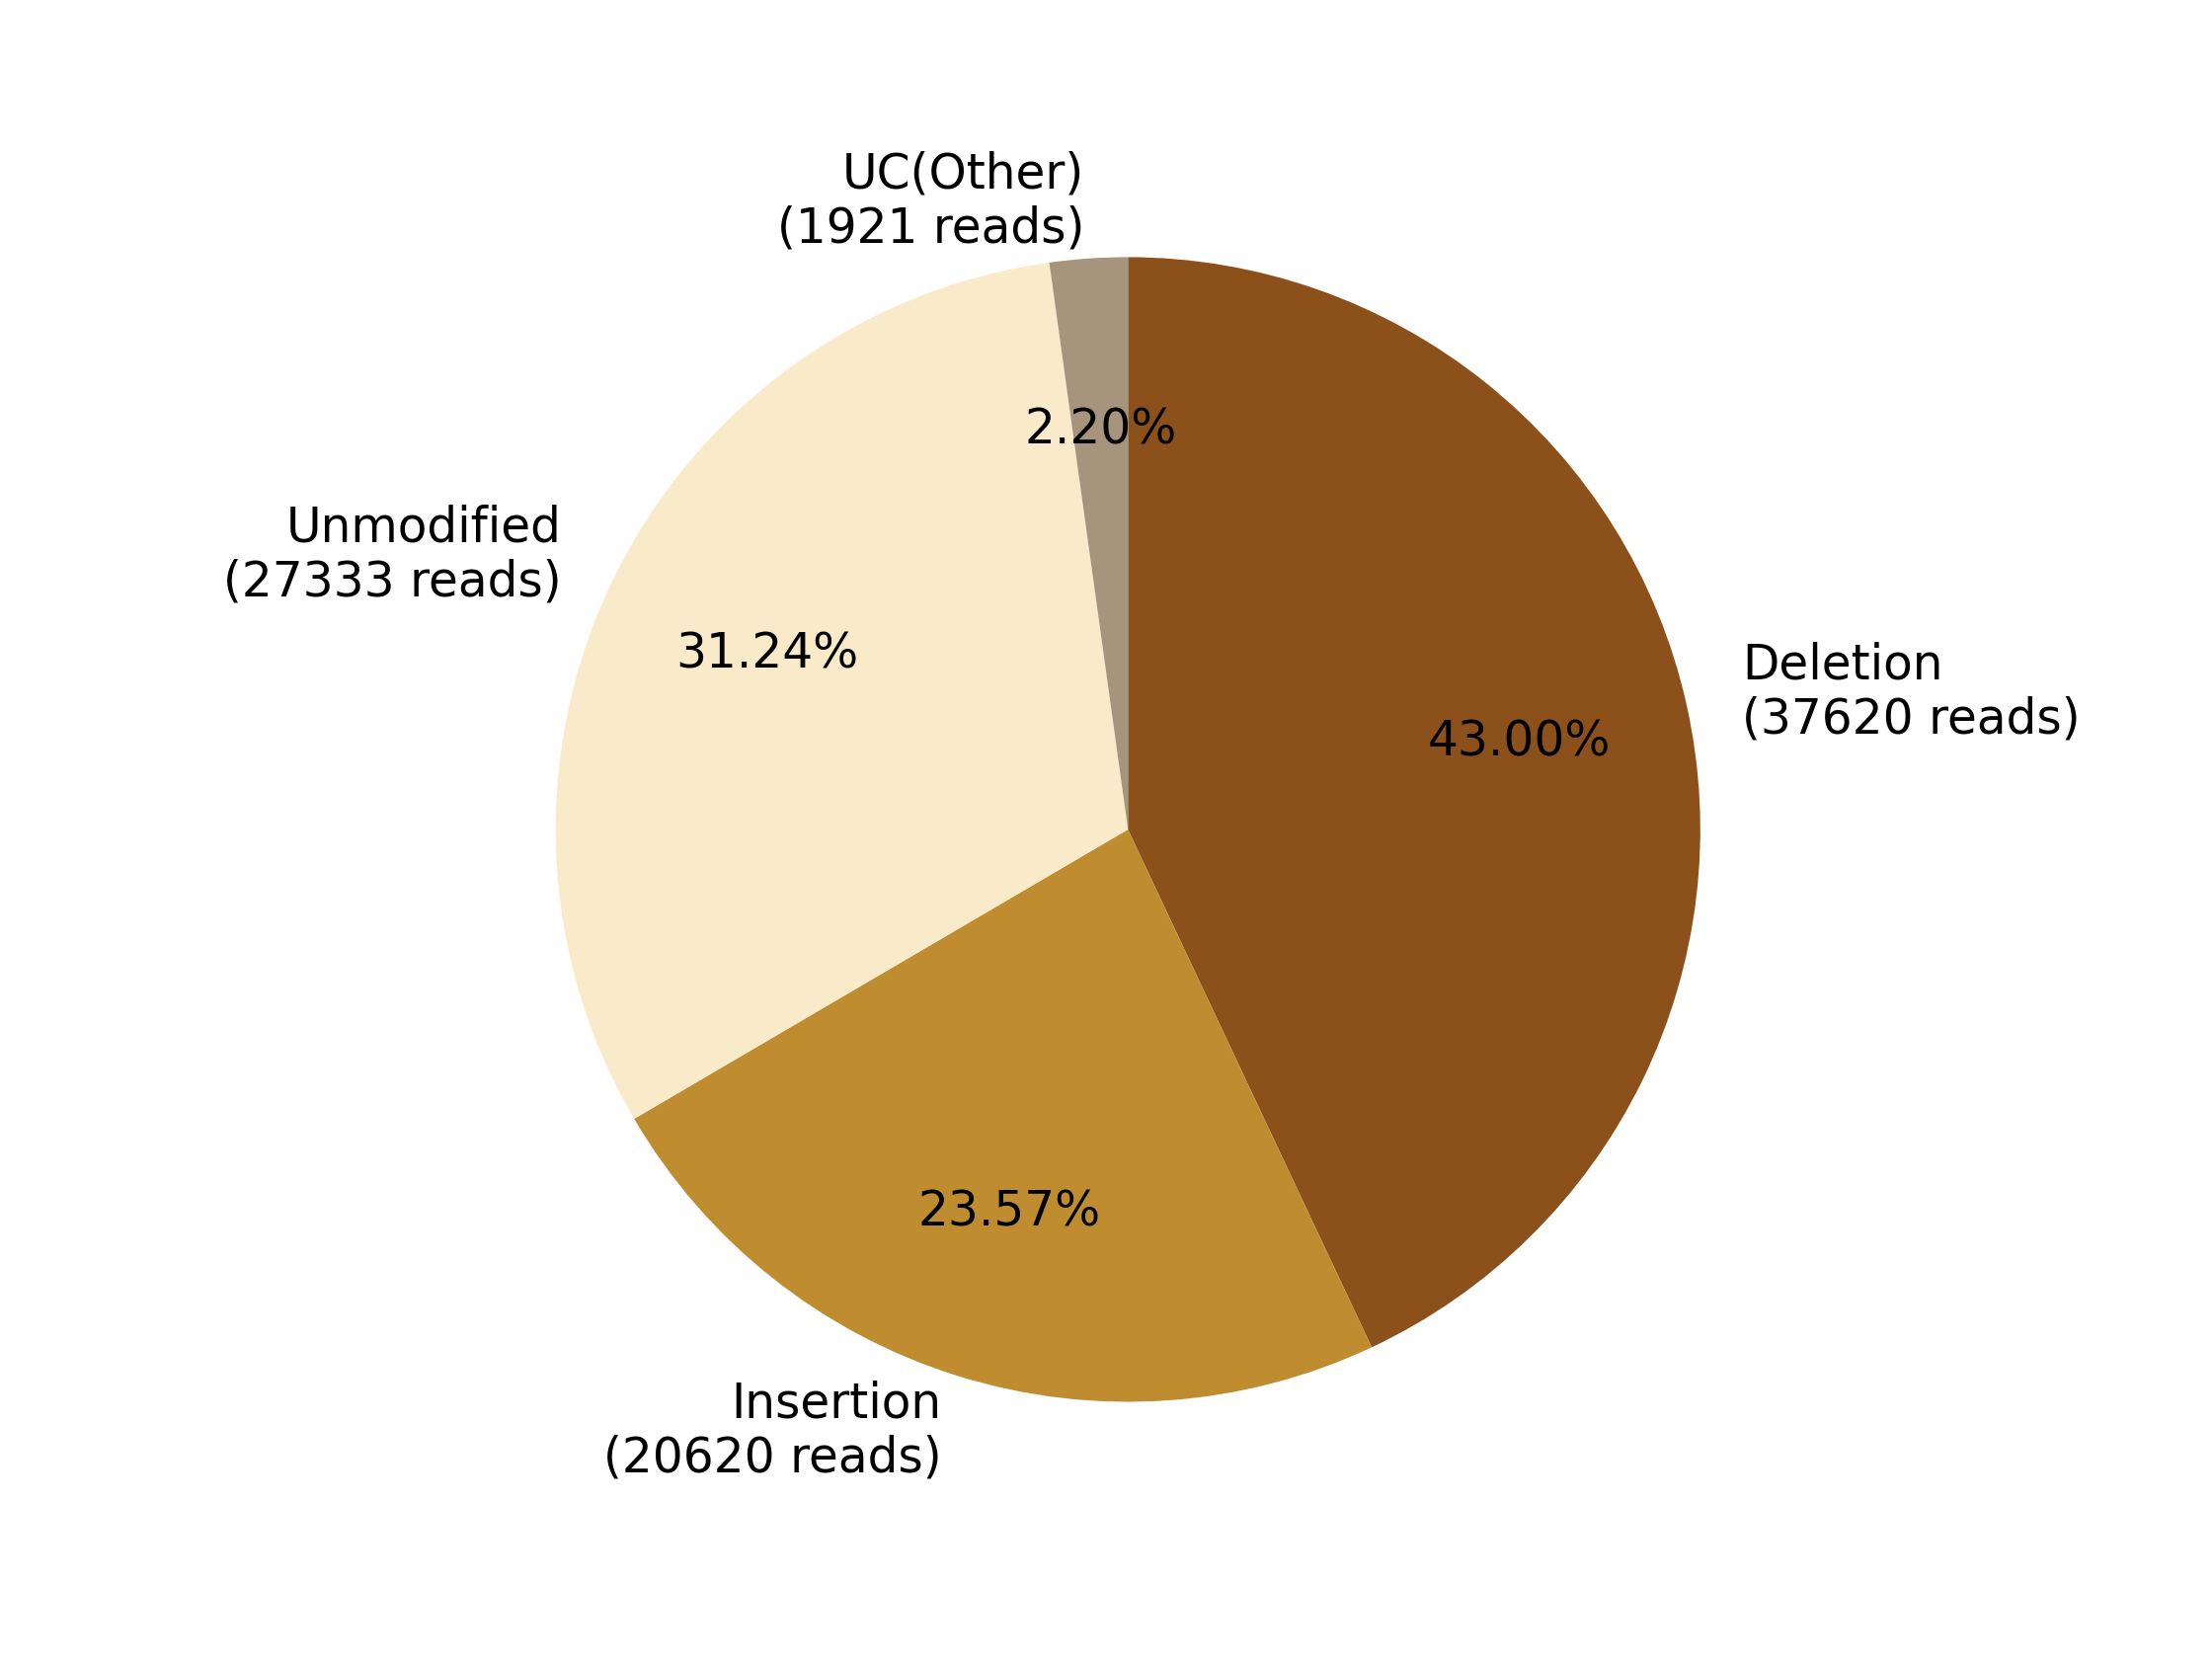 UC(Other)
(1921 reads)
2.20%
Unmodified
(27333 reads)
31.24%
Deletion
(37620 reads)
43.00%
23.57%
Insertion
(20620 reads)